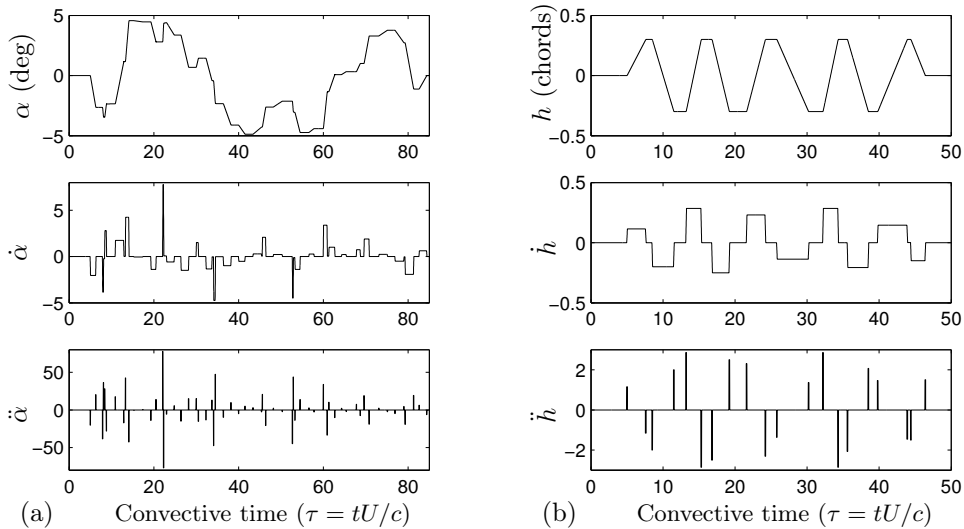 5
0
−5
0 20 40 60 80
α (deg)
5
0
−5
0 20 40 60 80
α̇
50
0
−50
0 20 40 60 80
α̈
(a) Convective time (τ = tU/c)
0.5
0
−0.5
0 10 20 30 40 50
h (chords)
0.5
0
−0.5
0 10 20 30 40 50
ḣ
2
0
−2
0 10 20 30 40 50
ḧ
(b) Convective time (τ = tU/c)